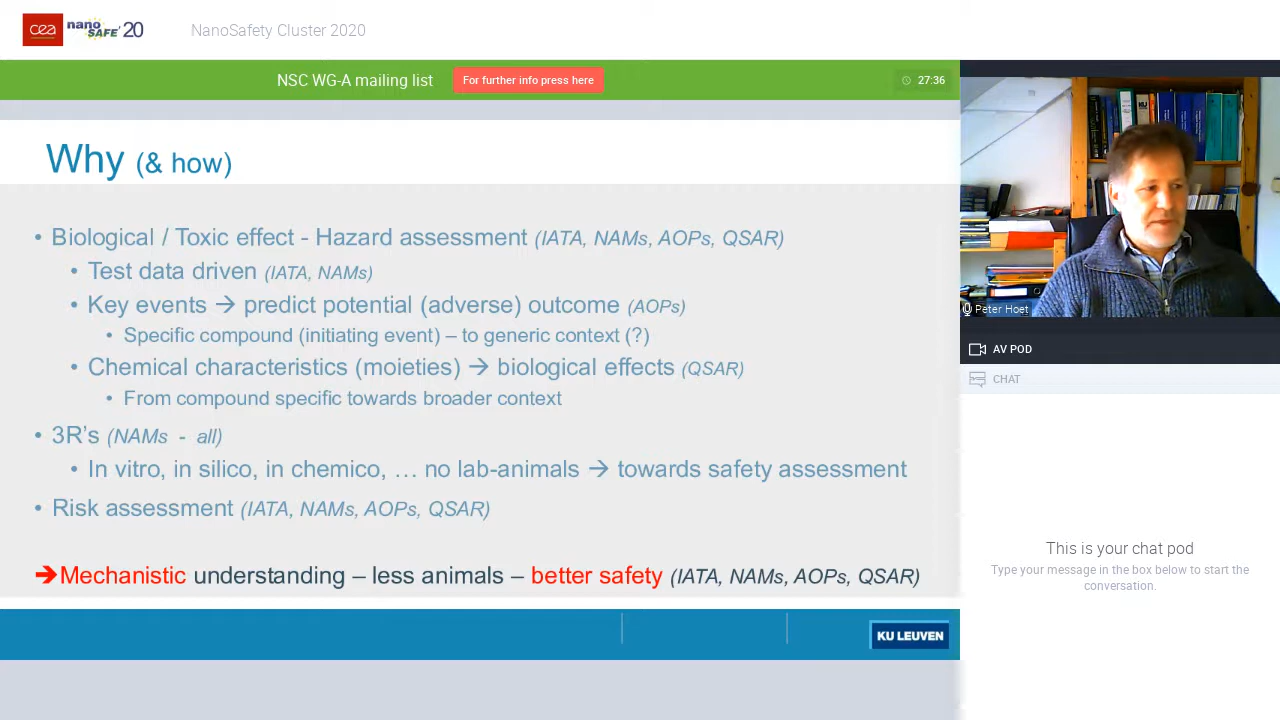 cea nano SAFE'20
NanoSafety Cluster 2020
NSC WG-A mailing list
For further info press here
27:36
Why (& how)
• Biological / Toxic effect - Hazard assessment (IATA, NAMs, AOPs, QSAR)
• Test data driven (IATA, NAMs)
• Key events → predict potential (adverse) outcome (AOPs)
• Specific compound (initiating event) – to generic context (?)
• Chemical characteristics (moieties) → biological effects (QSAR)
• From compound specific towards broader context
• 3R's (NAMs - all)
• In vitro, in silico, in chemico, … no lab-animals → towards safety assessment
• Risk assessment (IATA, NAMs, AOPs, QSAR)
➔Mechanistic understanding – less animals – better safety (IATA, NAMs, AOPs, QSAR)
KU LEUVEN
Peter Hoet
AV POD
CHAT
This is your chat pod
Type your message in the box below to start the
conversation.